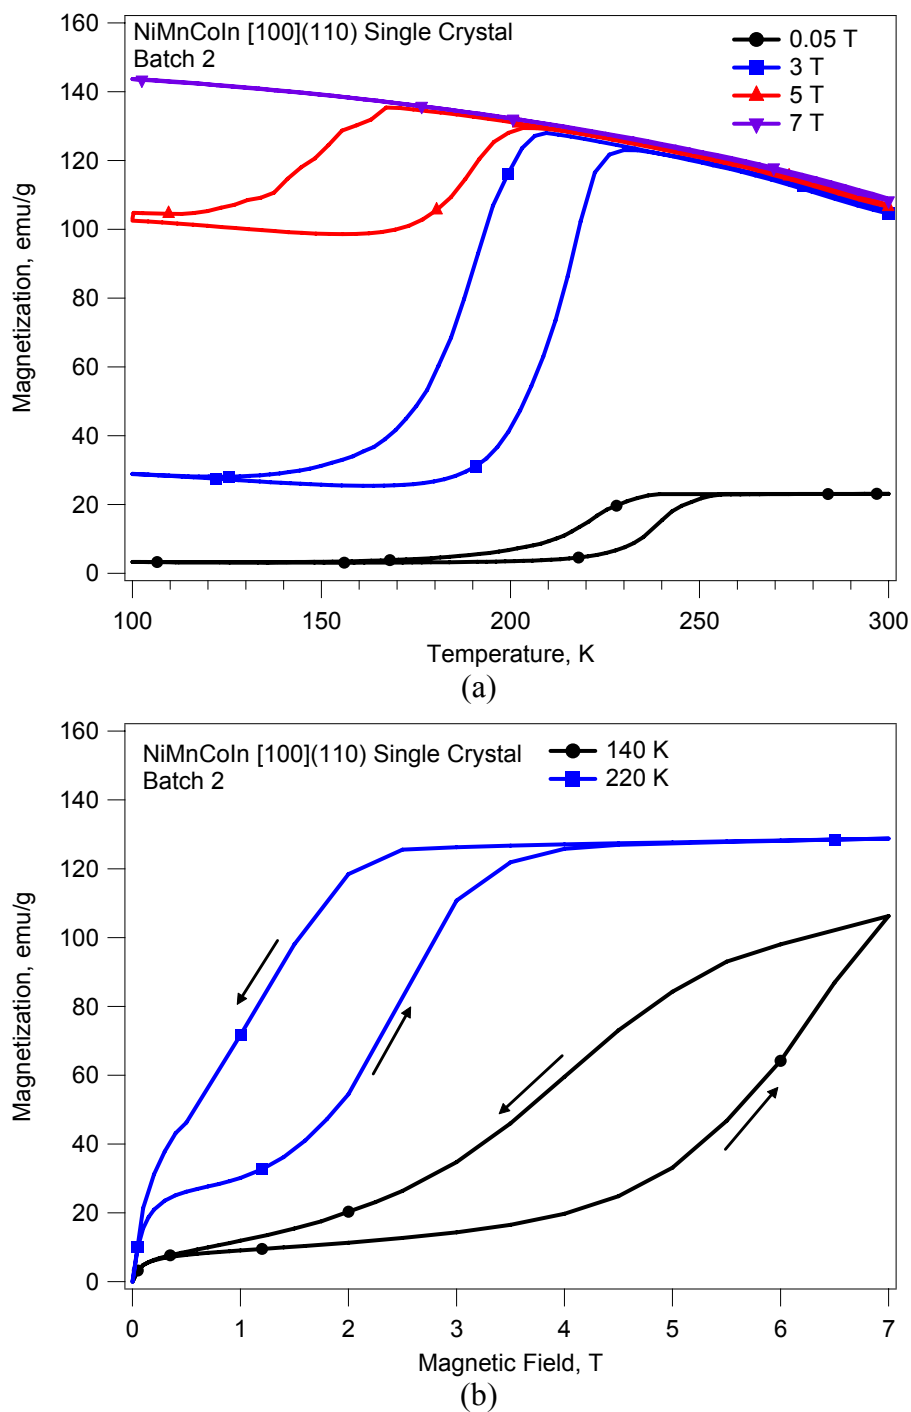 160
NiMnCoIn [100](110) Single Crystal
Batch 2
0.05 T
3 T
5 T
7 T
140
120
100
80
60
40
20
0
Magnetization, emu/g
100
150
200
250
300
Temperature, K
(a)
160
NiMnCoIn [100](110) Single Crystal
Batch 2
140 K
220 K
140
120
100
80
60
40
20
0
Magnetization, emu/g
0
1
2
3
4
5
6
7
Magnetic Field, T
(b)